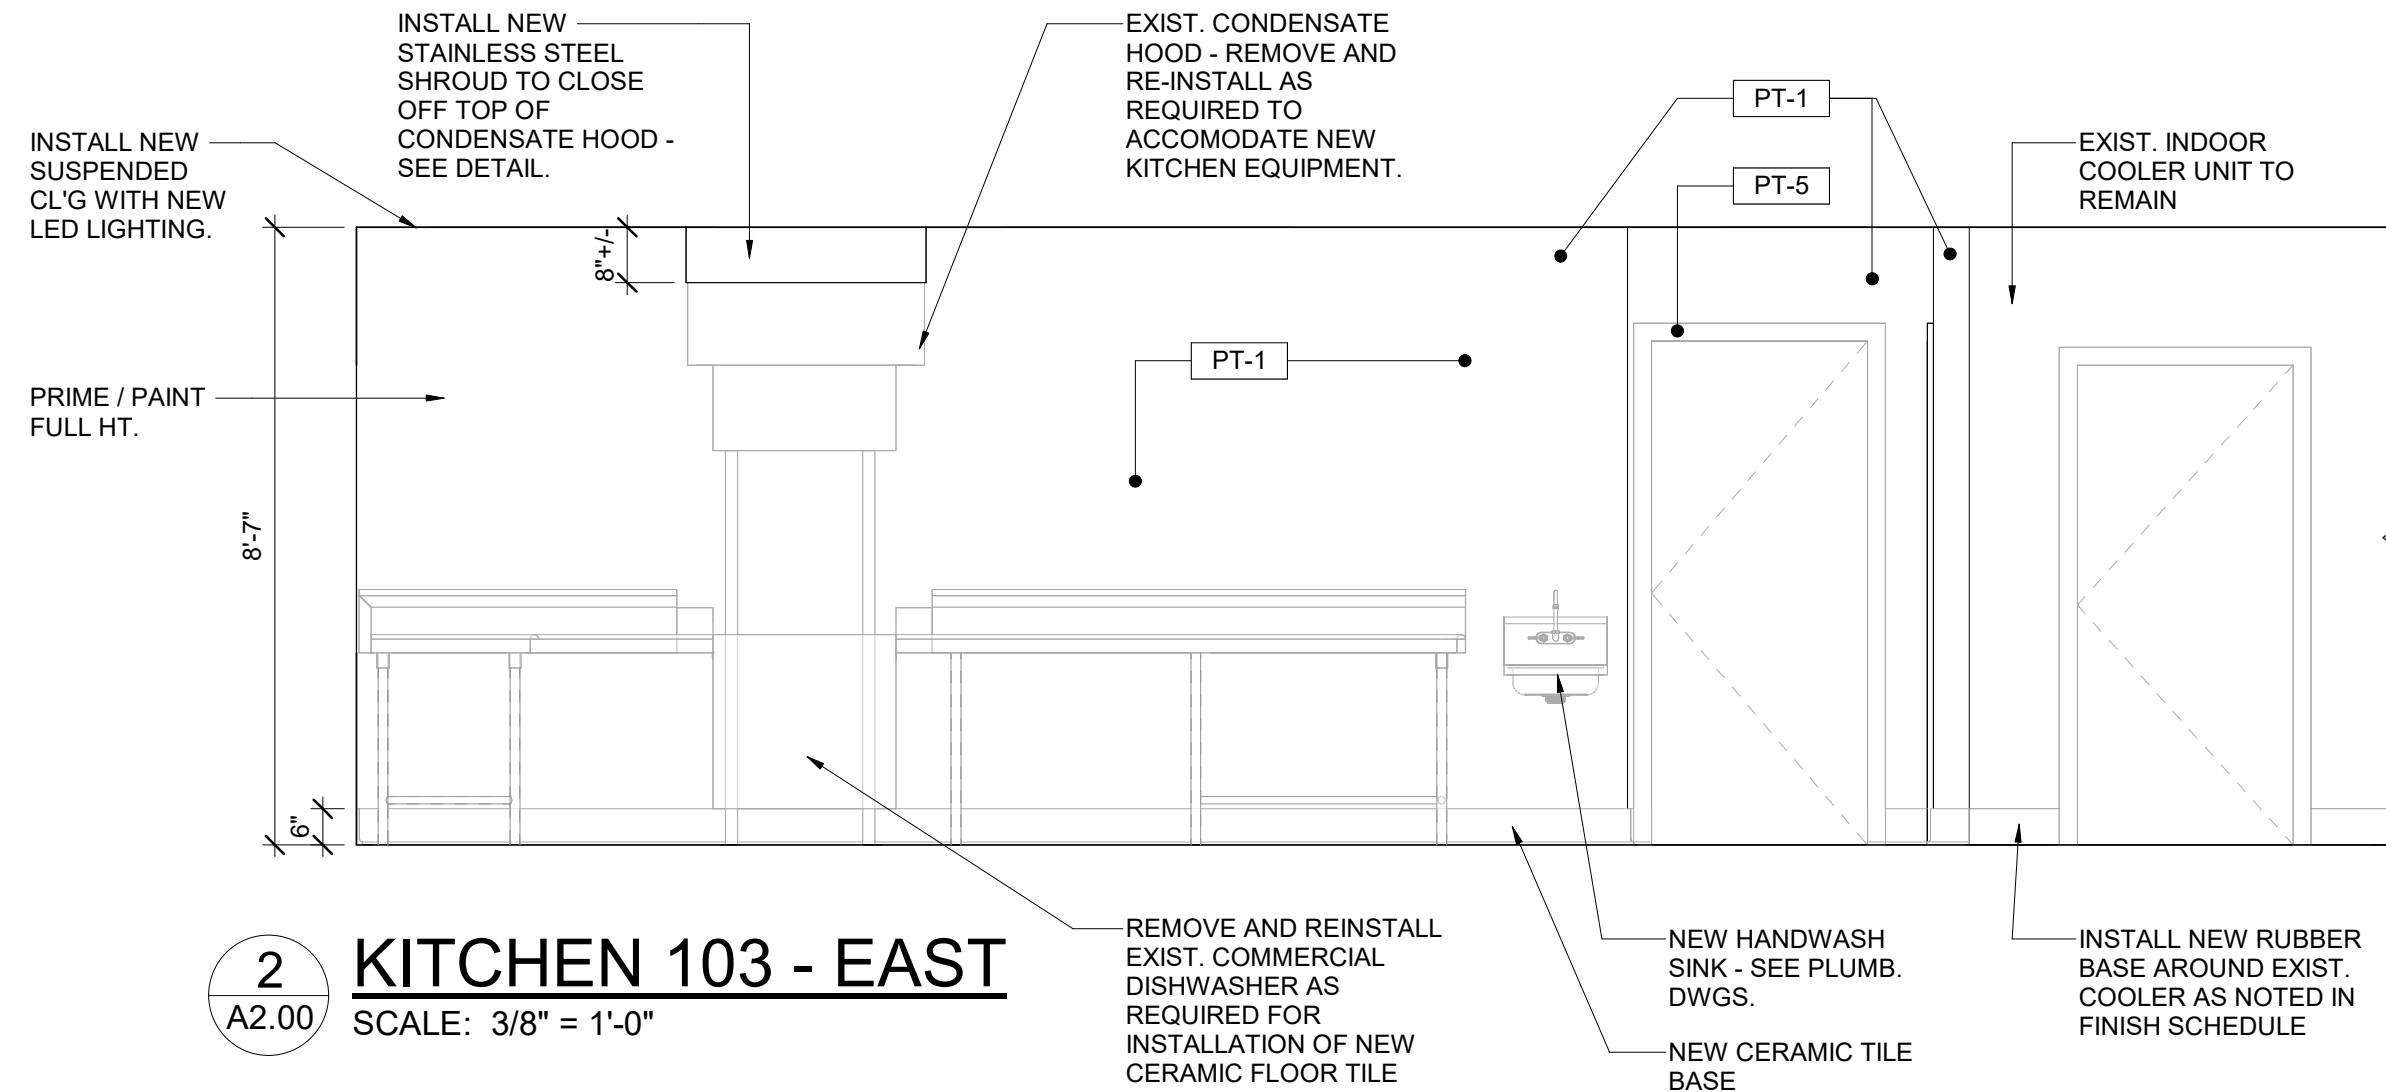 INSTALL NEW
STAINLESS STEEL
SHROUD TO CLOSE
OFF TOP OF
CONDENSATE HOOD -
SEE DETAIL.
EXIST. CONDENSATE
HOOD - REMOVE AND
RE-INSTALL AS
REQUIRED TO
ACCOMODATE NEW
KITCHEN EQUIPMENT.
PT-1
PT-5
EXIST. INDOOR
COOLER UNIT TO
REMAIN
INSTALL NEW
SUSPENDED
CL'G WITH NEW
LED LIGHTING.
8"+/-
PT-1
PRIME / PAINT
FULL HT.
8'-7"
6"
2
A2.00
KITCHEN 103 - EAST
SCALE: 3/8" = 1'-0"
REMOVE AND REINSTALL
EXIST. COMMERCIAL
DISHWASHER AS
REQUIRED FOR
INSTALLATION OF NEW
CERAMIC FLOOR TILE
NEW HANDWASH
SINK - SEE PLUMB.
DWGS.
NEW CERAMIC TILE
BASE
INSTALL NEW RUBBER
BASE AROUND EXIST.
COOLER AS NOTED IN
FINISH SCHEDULE